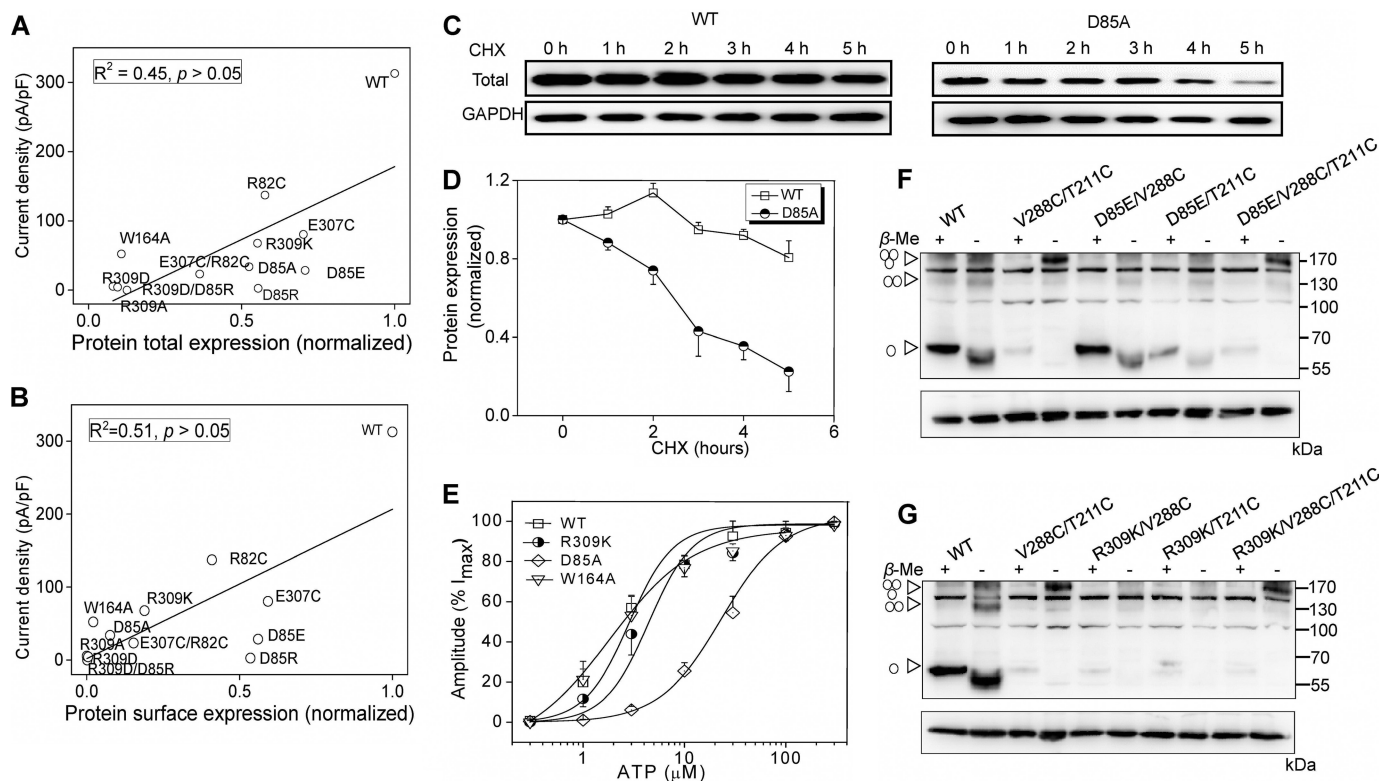 A
R² = 0.45, p > 0.05
Current density (pA/pF)
300
200
100
0
WT
R82C
E307C
W164A
R309K
E307C/R82C
D85A
D85E
R309D
R309D/D85R
D85R
R309A
0.0 0.5 1.0
Protein total expression (normalized)
B
R²=0.51, p > 0.05
Current density (pA/pF)
300
200
100
0
WT
R82C
R309K
E307C
W164A
D85A
R309A
E307C/R82C
D85E
R309D
D85R
R309D/D85R
0.0 0.5 1.0
Protein surface expression (normalized)
C
WT
CHX 0 h 1 h 2 h 3 h 4 h 5 h
Total
GAPDH
D85A
0 h 1 h 2 h 3 h 4 h 5 h
D
Protein expression
(normalized)
1.2
0.8
0.4
0.0
WT
D85A
0 2 4 6
CHX (hours)
E
Amplitude (% Imax)
100
80
60
40
20
0
WT
R309K
D85A
W164A
1 10 100
ATP (μM)
F
WT
V288C/T211C
D85E/V288C
D85E/T211C
D85E/V288C/T211C
β-Me + - + - + - + - + -
170
130
100
70
55
kDa
G
WT
V288C/T211C
R309K/V288C
R309K/T211C
R309K/V288C/T211C
β-Me + - + - + - + - + -
170
130
100
70
55
kDa